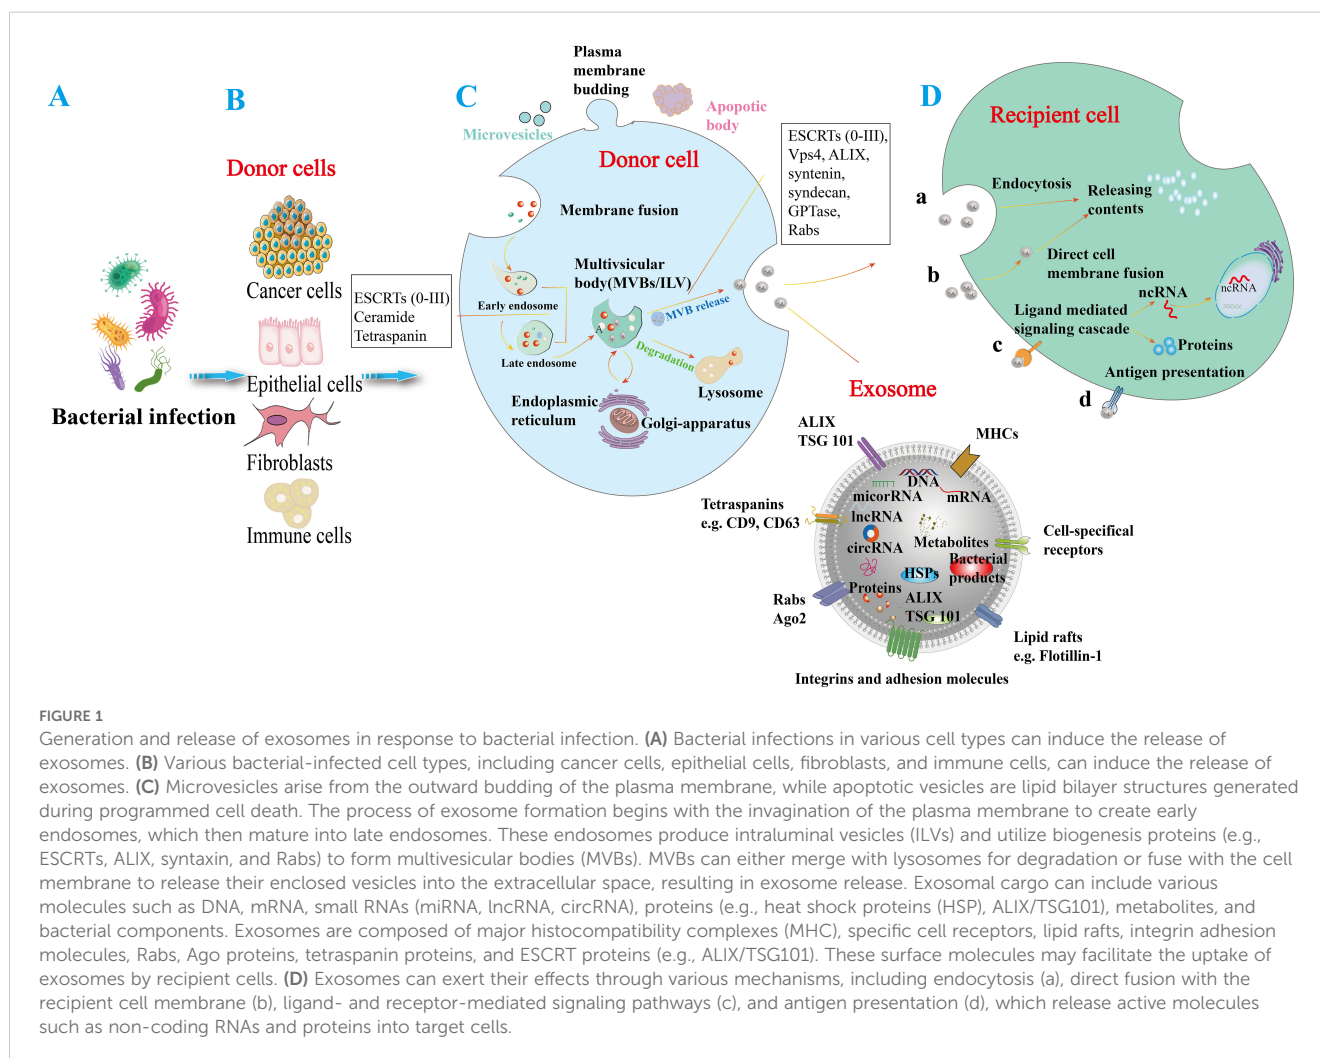 A
B
Donor cells
Cancer cells
Epithelial cells
Fibroblasts
Immune cells
Bacterial infection
C
Plasma
membrane
budding
Microvesicles
Apopotic
body
Donor cell
Membrane fusion
Multivsicular
body(MVBs/ILV)
Early endosome
Late endosome
A
MVB release
Degradation
Lysosome
Endoplasmic
reticulum
Golgi-apparatus
ESCRTs (0-III)
Ceramide
Tetraspanin
ESCRTs (0-III),
Vps4, ALIX,
syntenin,
syndecan,
GPTase,
Rabs
D
Recipient cell
a
Endocytosis
Releasing
contents
b
Direct cell
membrane fusion
ncRNA
ncRNA
Ligand mediated
signaling cascade
c
Proteins
Antigen presentation
d
Exosome
ALIX
TSG 101
MHCs
DNA
micorRNA
mRNA
Tetraspanins
e.g. CD9, CD63
lncRNA
circRNA
Metabolites
Cell-specifical
receptors
HSPs
Bacterial
products
Proteins
ALIX
TSG 101
Rabs
Ago2
Lipid rafts
e.g. Flotillin-1
Integrins and adhesion molecules
FIGURE 1
Generation and release of exosomes in response to bacterial infection. (A) Bacterial infections in various cell types can induce the release of
exosomes. (B) Various bacterial-infected cell types, including cancer cells, epithelial cells, fibroblasts, and immune cells, can induce the release of
exosomes. (C) Microvesicles arise from the outward budding of the plasma membrane, while apoptotic vesicles are lipid bilayer structures generated
during programmed cell death. The process of exosome formation begins with the invagination of the plasma membrane to create early
endosomes, which then mature into late endosomes. These endosomes produce intraluminal vesicles (ILVs) and utilize biogenesis proteins (e.g.,
ESCRTs, ALIX, syntaxin, and Rabs) to form multivesicular bodies (MVBs). MVBs can either merge with lysosomes for degradation or fuse with the cell
membrane to release their enclosed vesicles into the extracellular space, resulting in exosome release. Exosomal cargo can include various
molecules such as DNA, mRNA, small RNAs (miRNA, lncRNA, circRNA), proteins (e.g., heat shock proteins (HSP), ALIX/TSG101), metabolites, and
bacterial components. Exosomes are composed of major histocompatibility complexes (MHC), specific cell receptors, lipid rafts, integrin adhesion
molecules, Rabs, Ago proteins, tetraspanin proteins, and ESCRT proteins (e.g., ALIX/TSG101). These surface molecules may facilitate the uptake of
exosomes by recipient cells. (D) Exosomes can exert their effects through various mechanisms, including endocytosis (a), direct fusion with the
recipient cell membrane (b), ligand- and receptor-mediated signaling pathways (c), and antigen presentation (d), which release active molecules
such as non-coding RNAs and proteins into target cells.